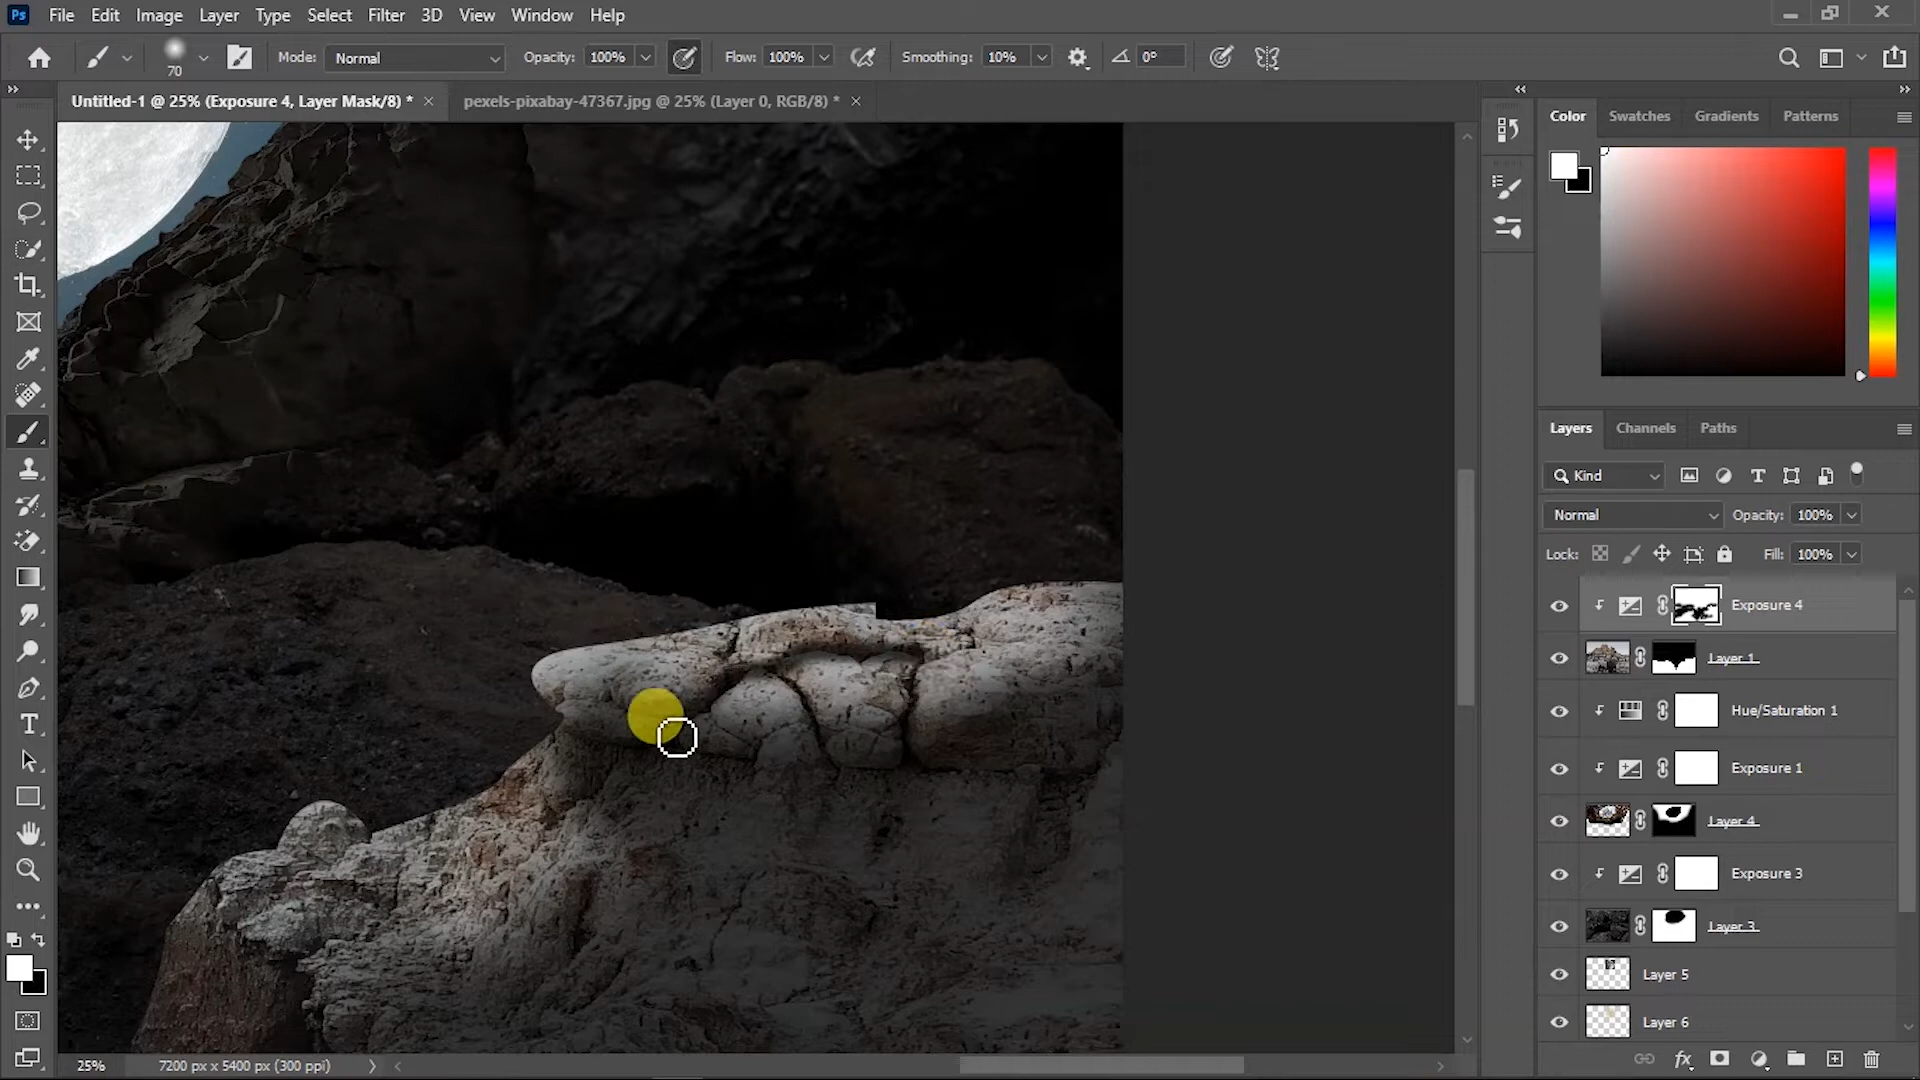 Ps File Edit Image Layer Type Select Filter 3D View Window Help
70 Mode: Normal Opacity: 100% Flow: 100% Smoothing: 10% 0°
Untitled-1 @ 25% (Exposure 4, Layer Mask/8) * × pexels-pixabay-47367.jpg @ 25% (Layer 0, RGB/8) * ×
Color Swatches Gradients Patterns
Layers Channels Paths
Kind
Normal Opacity: 100%
Lock: Fill: 100%
Exposure 4
Layer 1
Hue/Saturation 1
Exposure 1
Layer 4
Exposure 3
Layer 3
Layer 5
Layer 6
25% 7200 px x 5400 px (300 ppi)